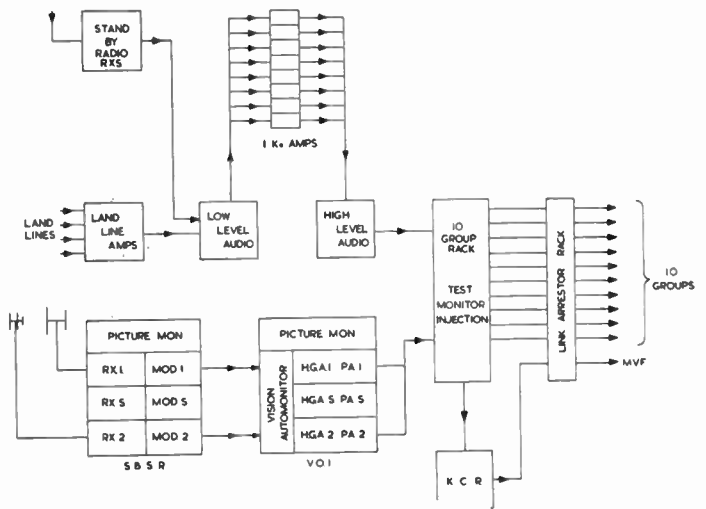 STAND
BY
RADIO
RXS
1 Kw AMPS
LAND
LINES
LAND
LINE
AMPS
LOW
LEVEL
AUDIO
HIGH
LEVEL
AUDIO
10
GROUP
RACK
TEST
MONITOR
INJECTION
LINK ARRESTOR RACK
10
GROUPS
MVF
PICTURE MON
RX.1
MOD 1
RX S
MOD S
RX 2
MOD 2
S B S R
PICTURE MON
VISION
AUTOMONITOR
HGA1 PA 1
HGA S PA S
HGA 2 PA 2
V.O.1
K C R